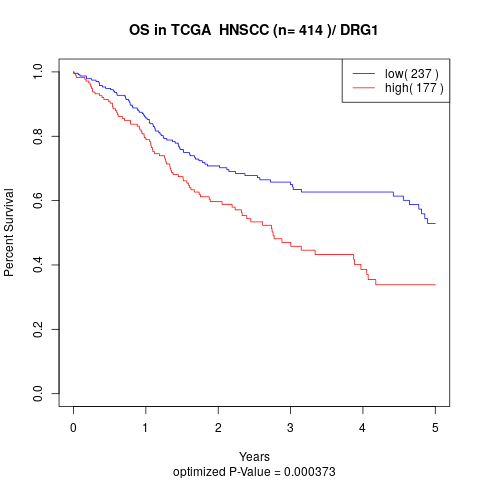 OS in TCGA  HNSCC (n= 414 )/ DRG1
low( 237 )
high( 177 )
Percent Survival
1.0
0.8
0.6
0.4
0.2
0.0
0 1 2 3 4 5
Years
optimized P-Value = 0.000373